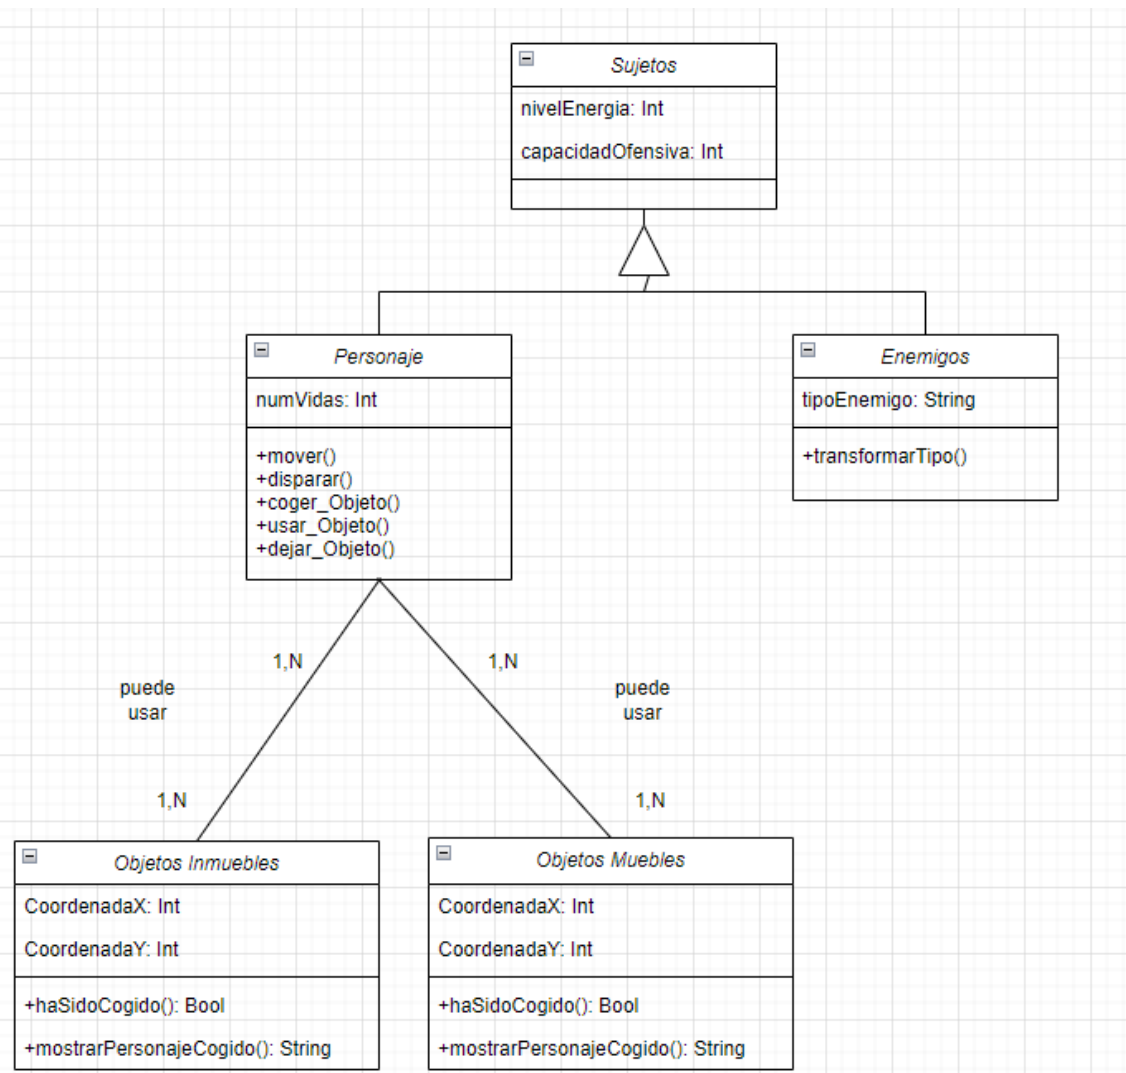 Sujetos
nivelEnergia: Int
capacidadOfensiva: Int
Personaje
numVidas: Int
+mover()
+disparar()
+coger_Objeto()
+usar_Objeto()
+dejar_Objeto()
Enemigos
tipoEnemigo: String
+transformarTipo()
1,N
1,N
puede
usar
puede
usar
1,N
1,N
Objetos Inmuebles
CoordenadaX: Int
CoordenadaY: Int
+haSidoCogido(): Bool
+mostrarPersonajeCogido(): String
Objetos Muebles
CoordenadaX: Int
CoordenadaY: Int
+haSidoCogido(): Bool
+mostrarPersonajeCogido(): String